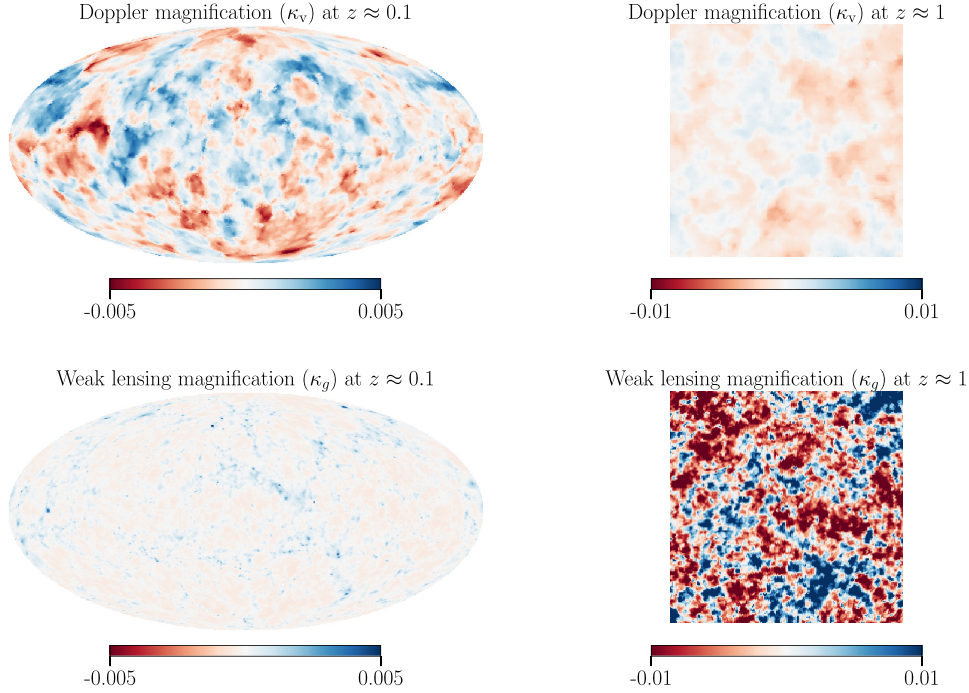 Doppler magnification (κᵥ) at z ≈ 0.1
Doppler magnification (κᵥ) at z ≈ 1
-0.005 0.005
-0.01 0.01
Weak lensing magnification (κ_g) at z ≈ 0.1
Weak lensing magnification (κ_g) at z ≈ 1
-0.005 0.005
-0.01 0.01